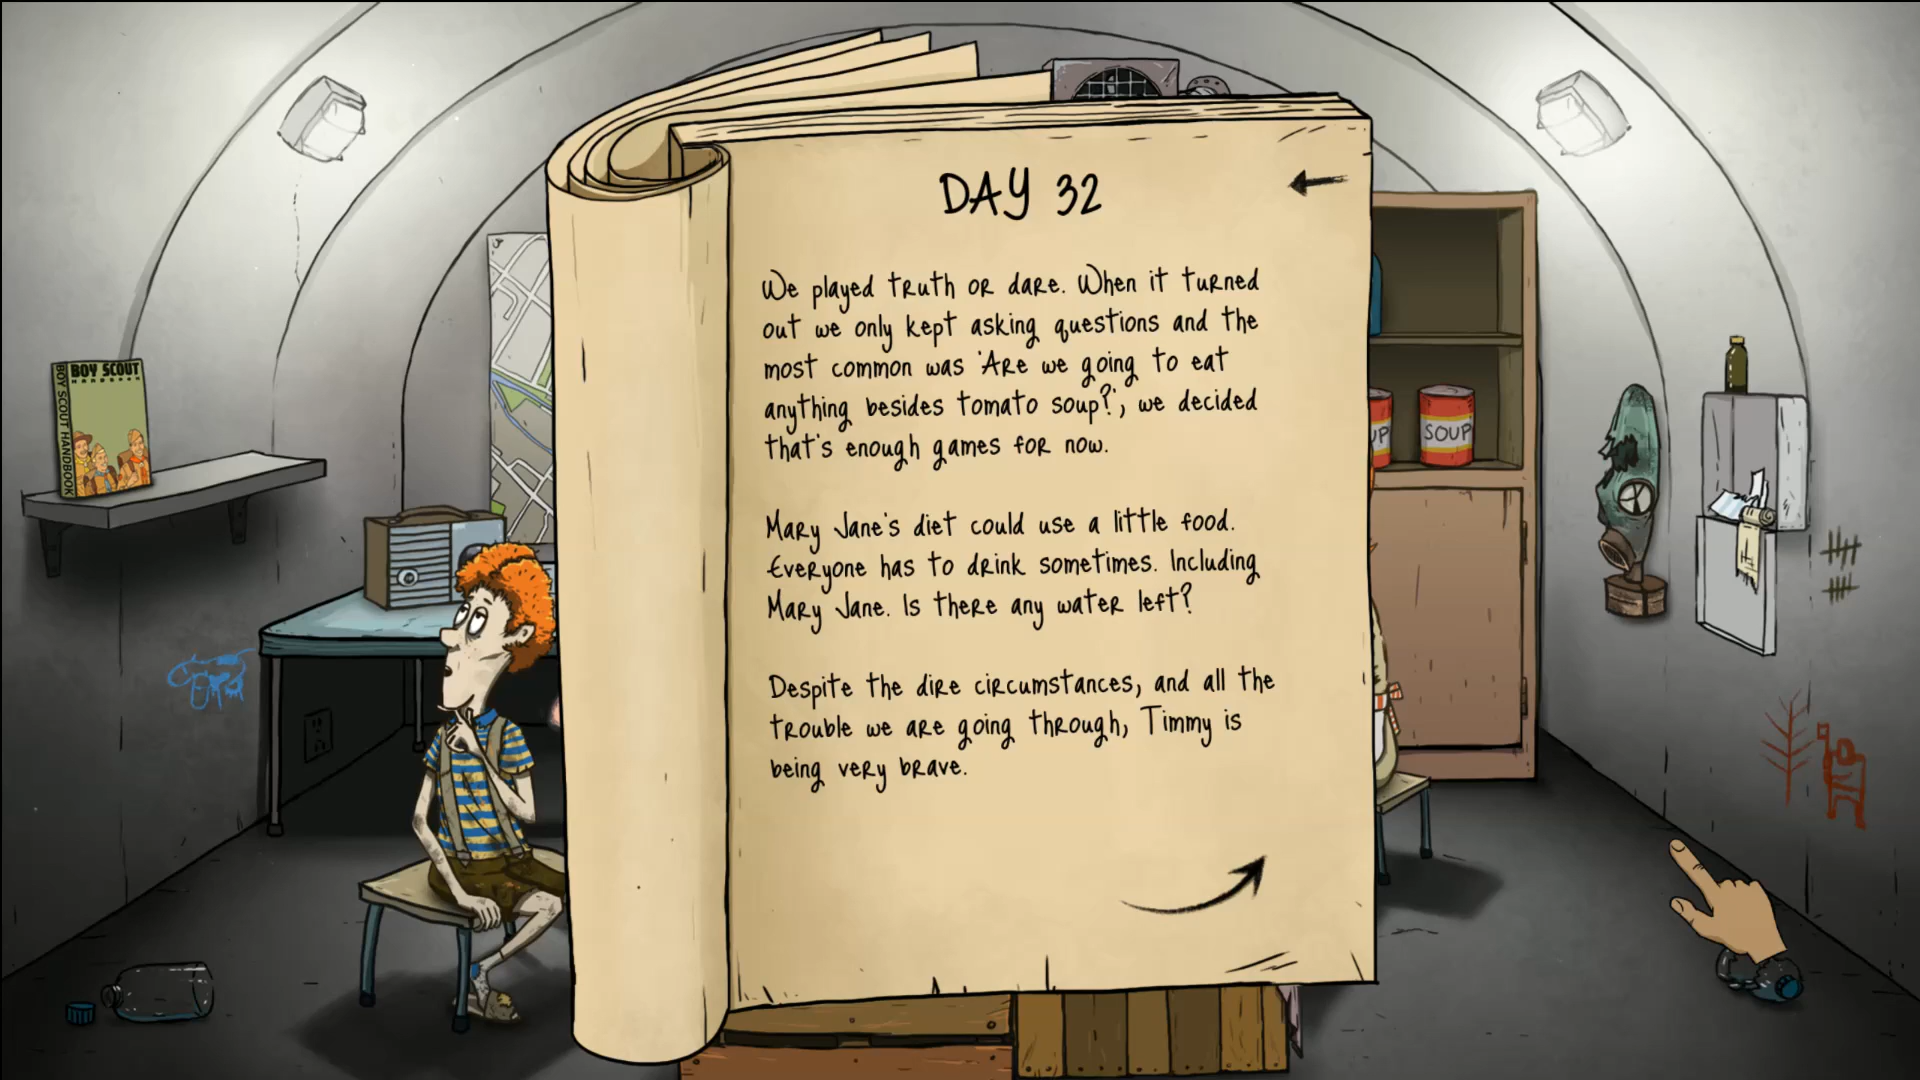 DAY 32
We played truth or dare. When it turned
out we only kept asking questions and the
most common was 'Are we going to eat
anything besides tomato soup?', we decided
that's enough games for now.
Mary Jane's diet could use a little food.
Everyone has to drink sometimes. Including
Mary Jane. Is there any water left?
Despite the dire circumstances, and all the
trouble we are going through, Timmy is
being very brave.
BOY SCOUT
HANDBOOK
BOY SCOUT HANDBOOK
UP
SOUP